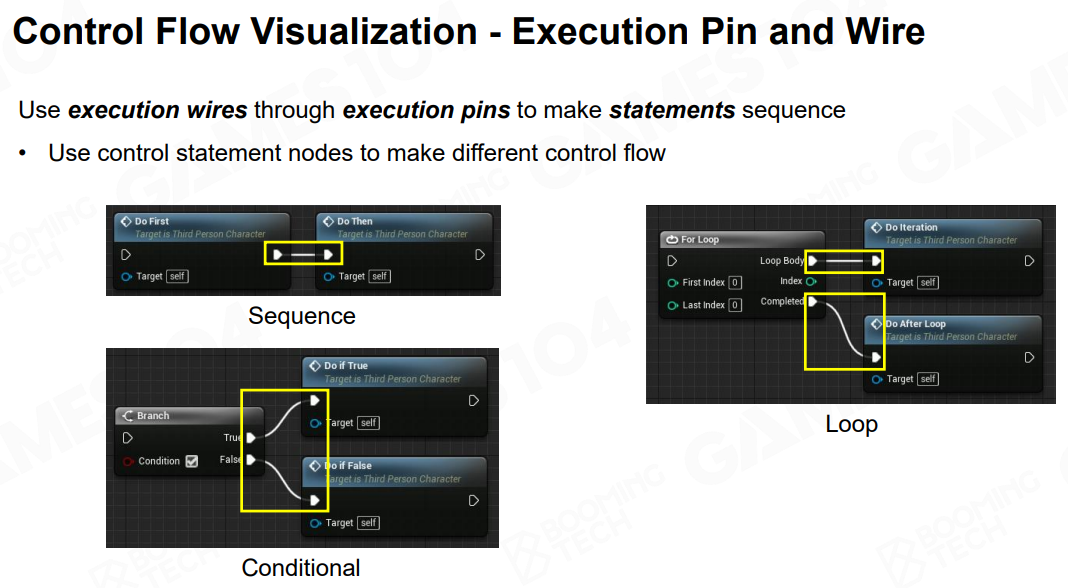 Control Flow Visualization - Execution Pin and Wire
Use execution wires through execution pins to make statements sequence
• Use control statement nodes to make different control flow
Do First
Target is Third Person Character
Target self
Do Then
Target is Third Person Character
Target self
Sequence
Branch
True
Condition
False
Do if True
Target is Third Person Character
Target self
Do if False
Target is Third Person Character
Target self
Conditional
For Loop
Loop Body
First Index 0
Index
Last Index 0
Completed
Do Iteration
Target is Third Person Character
Target self
Do After Loop
Target is Third Person Character
Target self
Loop
GAMES104
BOOMING
TECH